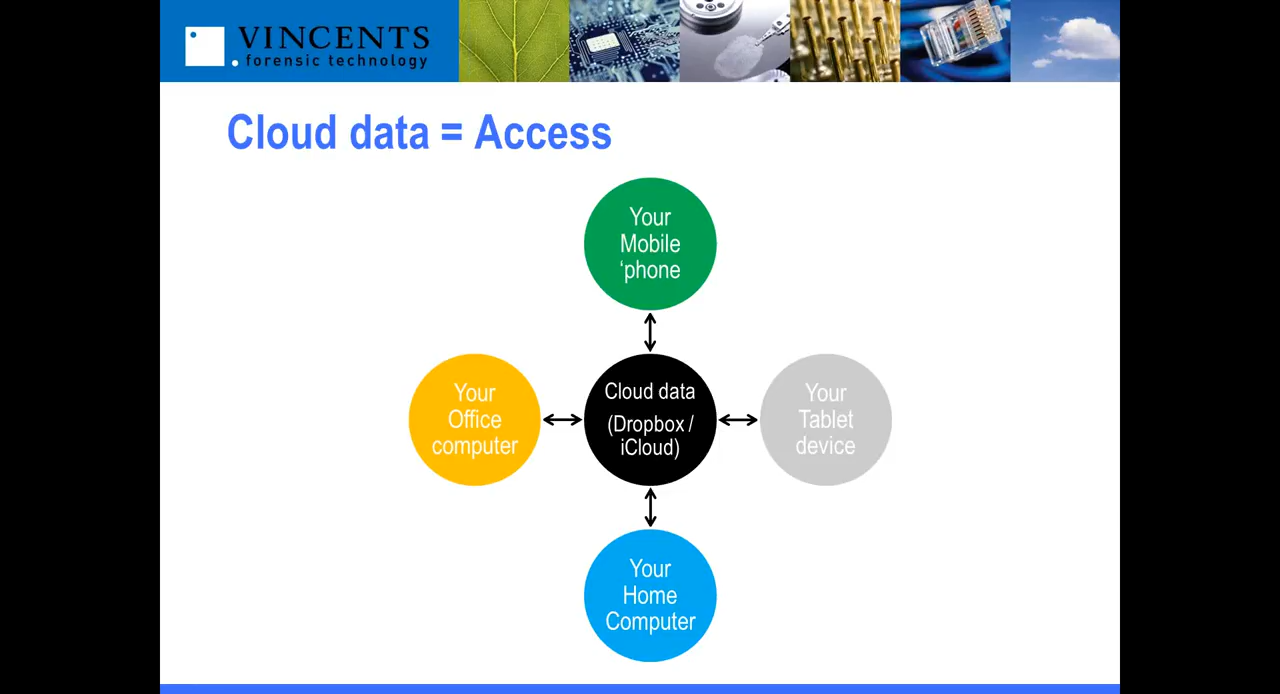 VINCENTS
forensic technology
Cloud data = Access
Your
Mobile
‘phone
Your
Office
computer
Cloud data
(Dropbox /
iCloud)
Your
Tablet
device
Your
Home
Computer